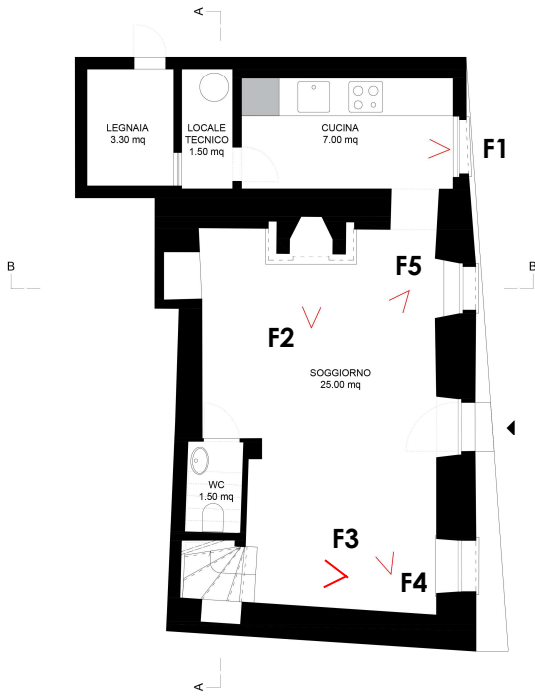 A
LEGNAIA
3.30 mq
LOCALE
TECNICO
1.50 mq
CUCINA
7.00 mq
F1
B
B
F5
F2
SOGGIORNO
25.00 mq
WC
1.50 mq
F3
F4
A